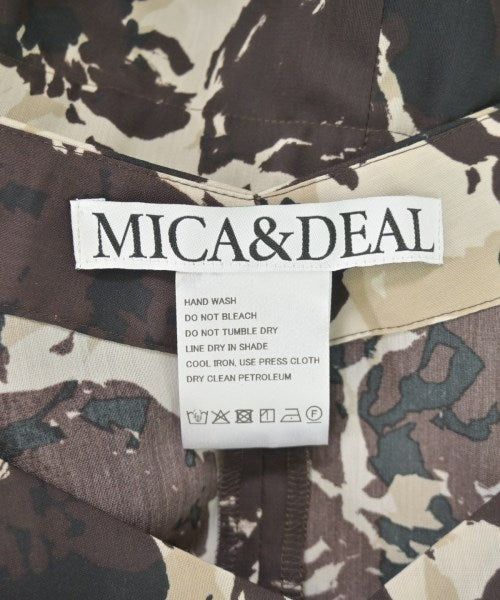 MICA&DEAL
HAND WASH
DO NOT BLEACH
DO NOT TUMBLE DRY
LINE DRY IN SHADE
COOL IRON, USE PRESS CLOTH
DRY CLEAN PETROLEUM
F